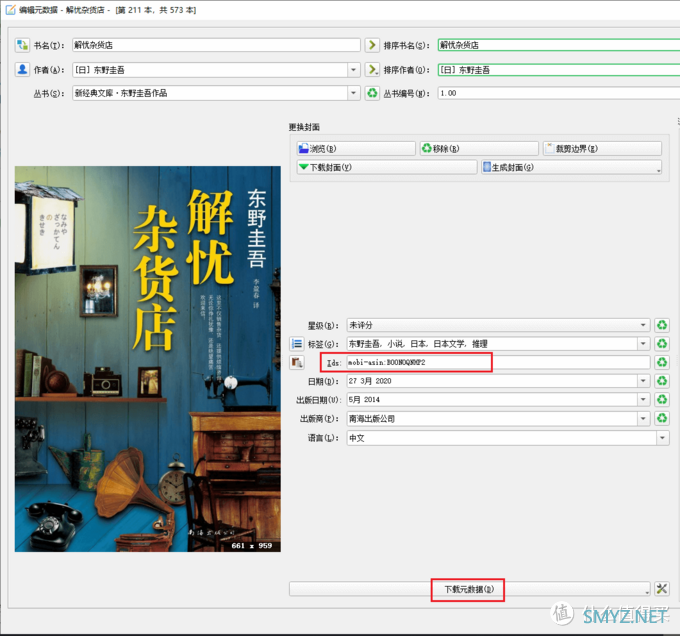 编辑元数据 - 解忧杂货店 - [第 211 本，共 573 本]
书名(T): 解忧杂货店 排序书名(S): 解忧杂货店
作者(A): [日] 东野圭吾 排序作者(O): [日] 东野圭吾
丛书(S): 新经典文库·东野圭吾作品 丛书编号(N): 1.00
更换封面
浏览(B) 移除(R) 裁剪边界(E)
下载封面(V) 生成封面(G)
东野圭吾
解忧
杂货店
李盈春 译
なみや
ざっかてん
の
きせき
南海出版公司
661 x 959
星级(R): 未评分
标签(G): 东野圭吾, 小说, 日本, 日本文学, 推理
Ids: mobi-asin:B00NOQNMP2
日期(D): 27 3月 2020
出版日期(U): 5月 2014
出版商(P): 南海出版公司
语言(L): 中文
下载元数据(D)
值 什么值得买
SMYZ.NET